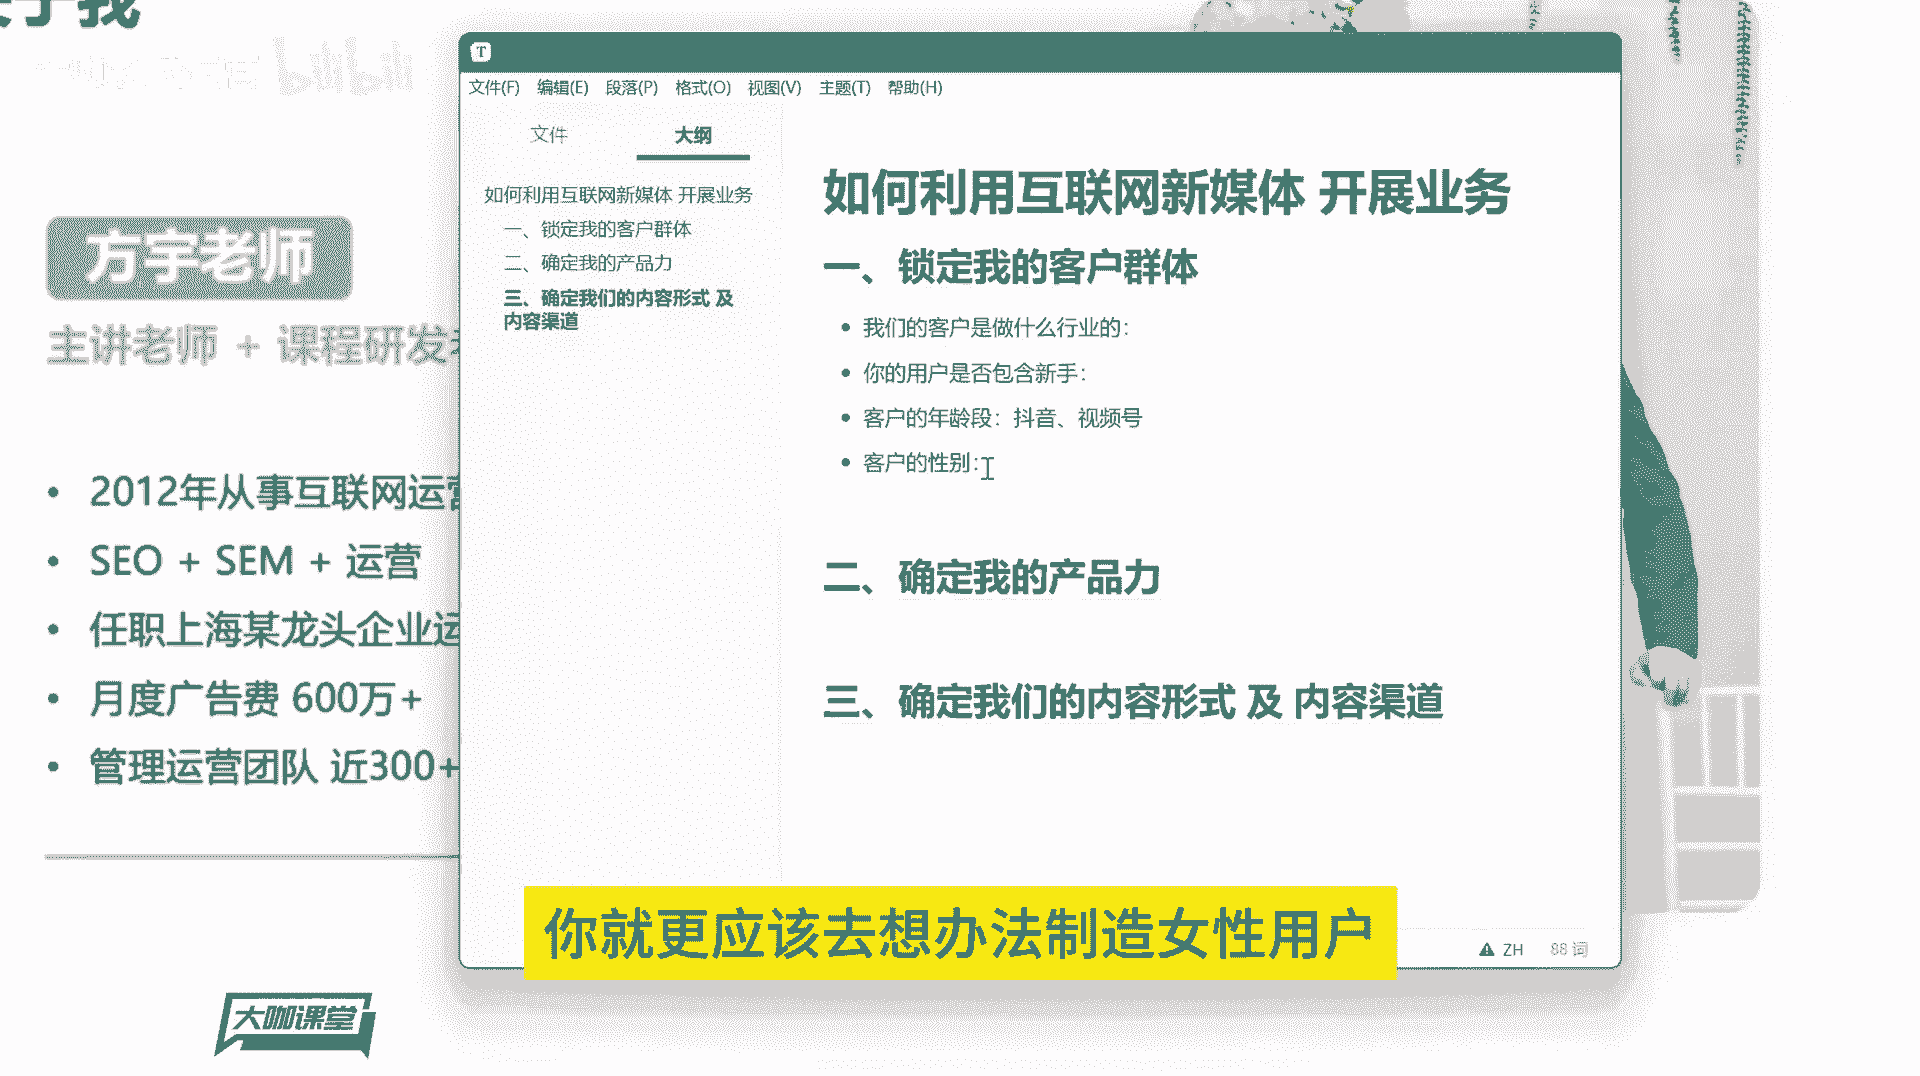 于我
bilibili
方宇老师
主讲老师 + 课程研发
2012年从事互联网运营
SEO + SEM + 运营
任职上海某龙头企业运
月度广告费 600万+
管理运营团队 近300+
大咖课堂
T
文件(F) 编辑(E) 段落(P) 格式(O) 视图(V) 主题(T) 帮助(H)
文件 大纲
如何利用互联网新媒体 开展业务
一、锁定我的客户群体
二、确定我的产品力
三、确定我们的内容形式 及
内容渠道
如何利用互联网新媒体 开展业务
一、锁定我的客户群体
我们的客户是做什么行业的：
你的用户是否包含新手：
客户的年龄段：抖音、视频号
客户的性别：
二、确定我的产品力
三、确定我们的内容形式 及 内容渠道
ZH 88 词
你就更应该去想办法制造女性用户